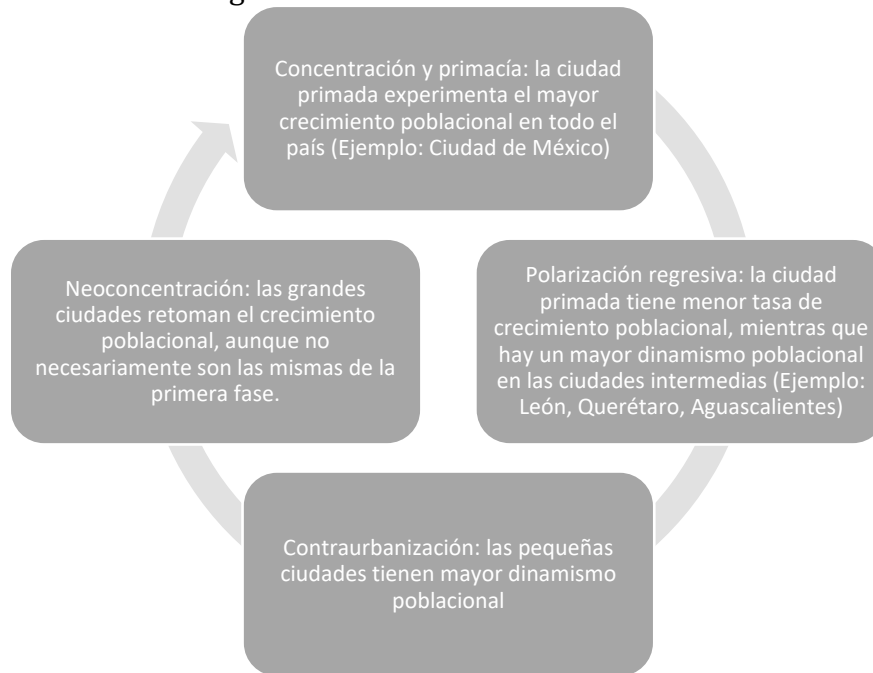 Concentración y primacía: la ciudad
primada experimenta el mayor
crecimiento poblacional en todo el
país (Ejemplo: Ciudad de México)
Polarización regresiva: la ciudad
primada tiene menor tasa de
crecimiento poblacional, mientras que
hay un mayor dinamismo poblacional
en las ciudades intermedias (Ejemplo:
León, Querétaro, Aguascalientes)
Contraurbanización: las pequeñas
ciudades tienen mayor dinamismo
poblacional
Neoconcentración: las grandes
ciudades retoman el crecimiento
poblacional, aunque no
necesariamente son las mismas de la
primera fase.